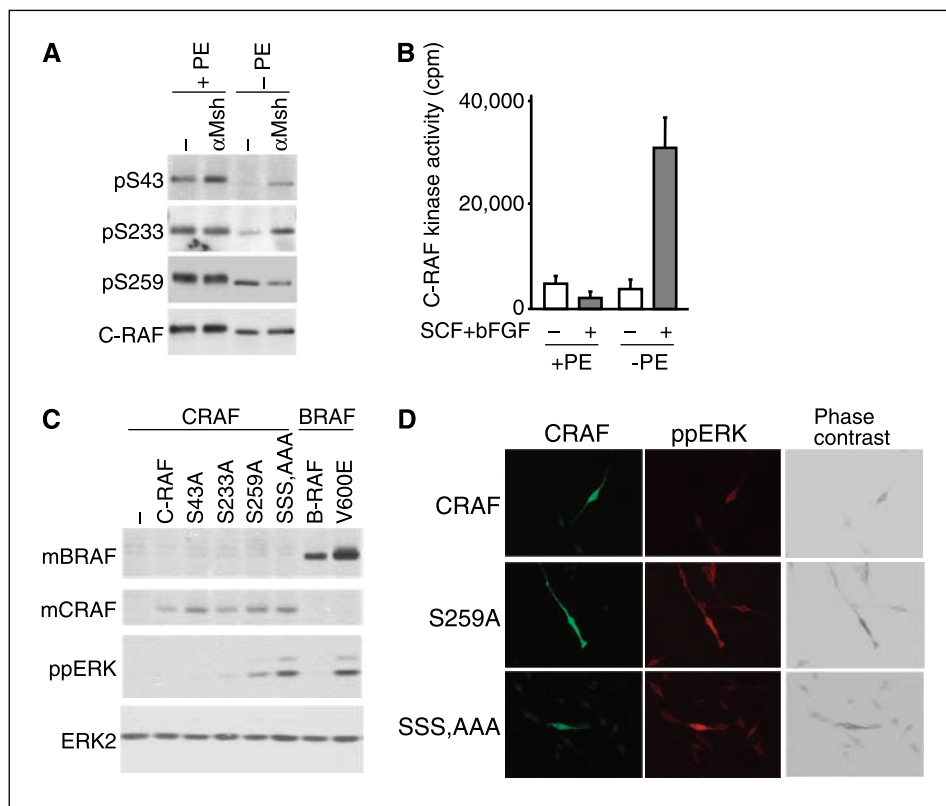 A
+ PE
– PE
–
αMsh
–
αMsh
pS43
pS233
pS259
C-RAF
B
C-RAF kinase activity (cpm)
40,000
20,000
0
SCF+bFGF – + – +
+PE -PE
C
CRAF BRAF
–
C-RAF
S43A
S233A
S259A
SSS,AAA
B-RAF
V600E
mBRAF
mCRAF
ppERK
ERK2
D
CRAF ppERK Phase
contrast
CRAF
S259A
SSS,AAA